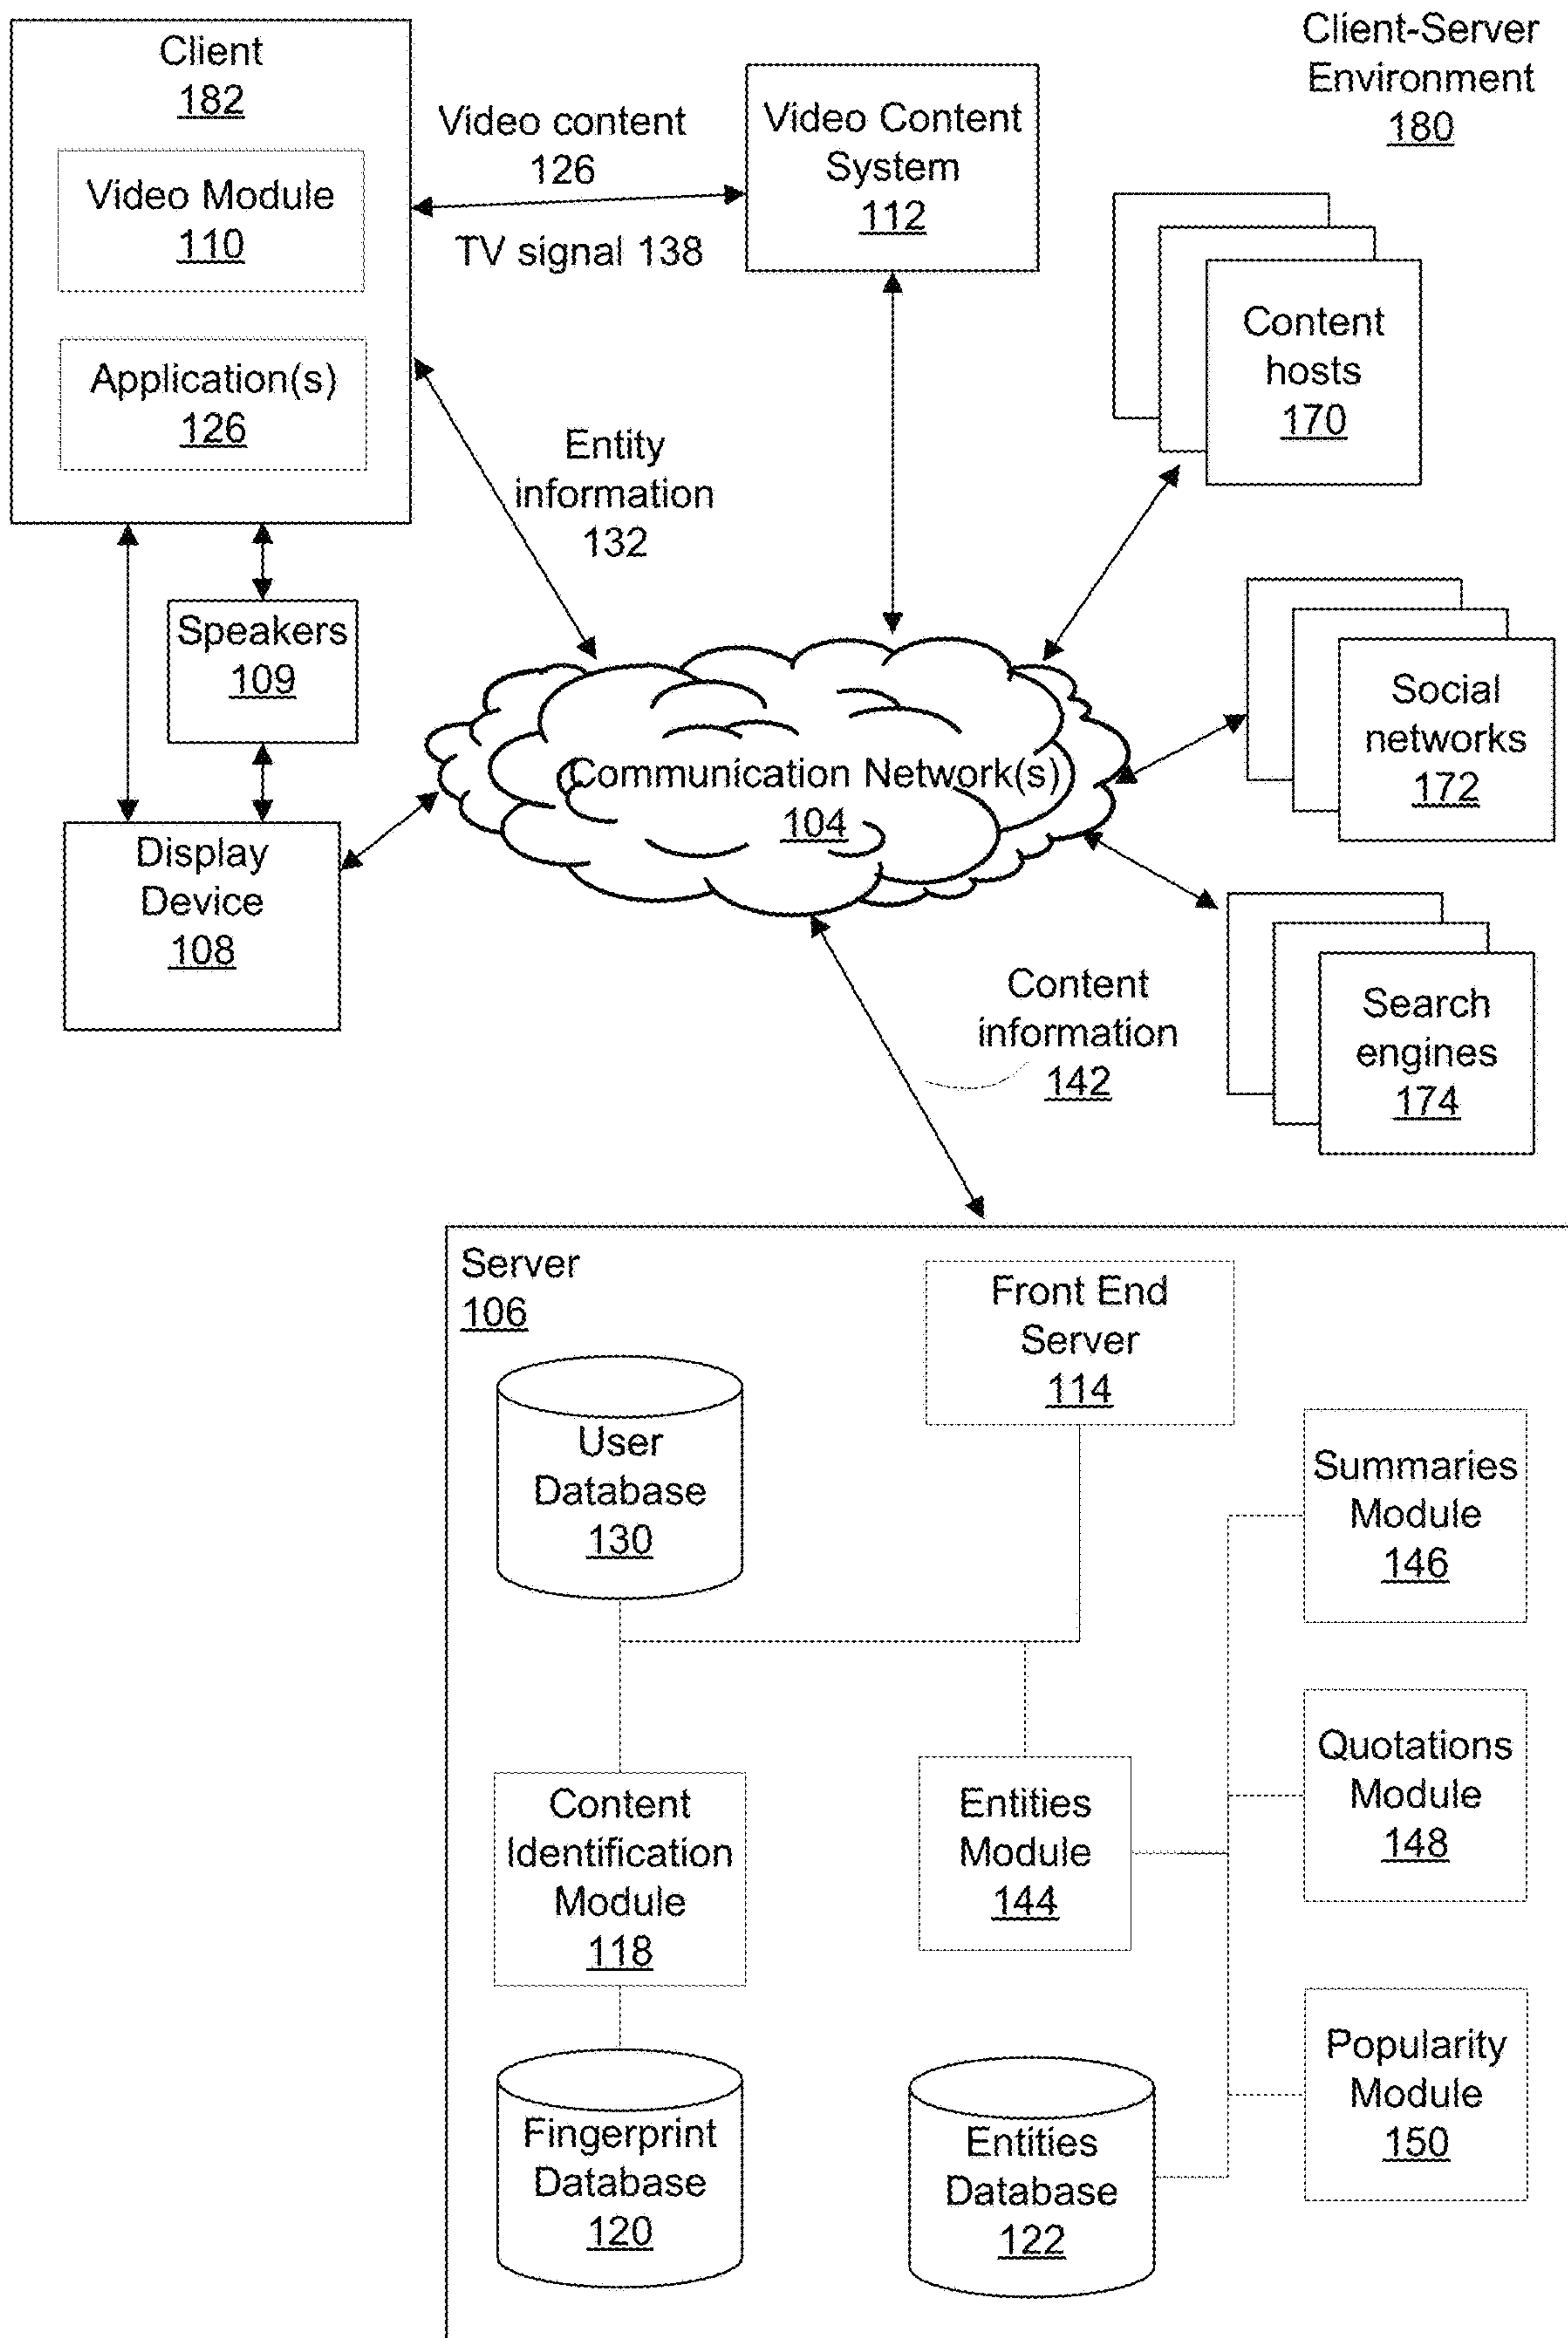 Client-Server
Environment
180
Client
182
Video Module
110
Application(s)
126
Video content
126
TV signal 138
Video Content
System
112
Content
hosts
170
Entity
information
132
Speakers
109
Social
networks
172
Communication Network(s)
104
Display
Device
108
Content
information
142
Search
engines
174
Server
106
Front End
Server
114
User
Database
130
Summaries
Module
146
Quotations
Module
148
Content
Identification
Module
118
Entities
Module
144
Popularity
Module
150
Fingerprint
Database
120
Entities
Database
122